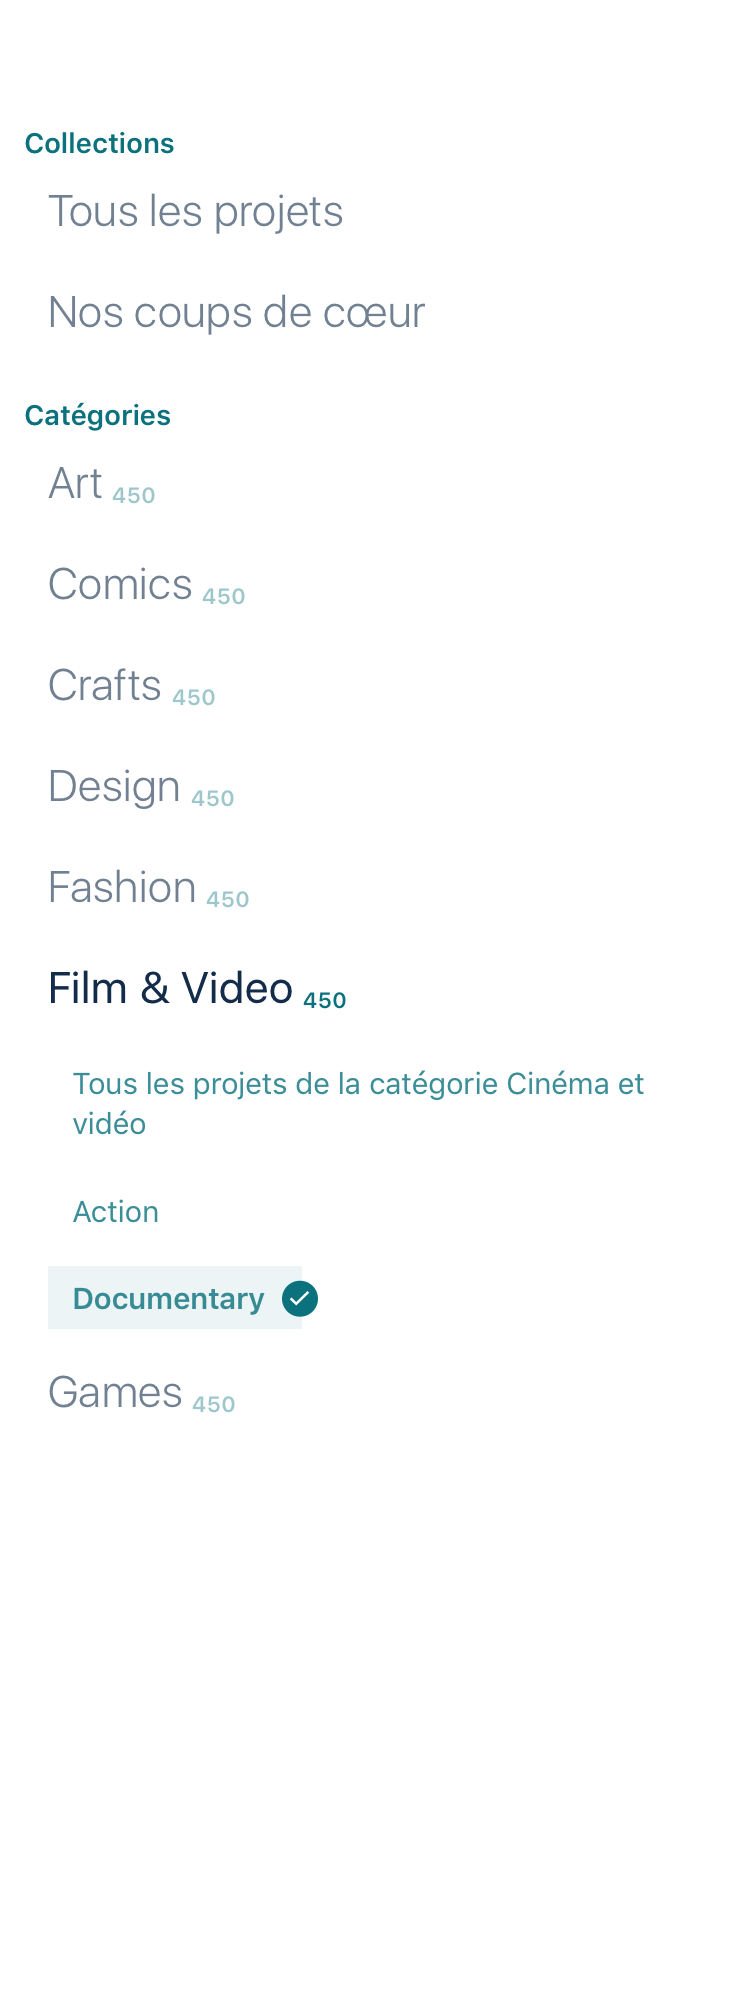 Collections
Tous les projets
Nos coups de cœur
Catégories
Art 450
Comics 450
Crafts 450
Design 450
Fashion 450
Film & Video 450
Tous les projets de la catégorie Cinéma et
vidéo
Action
Documentary
Games 450